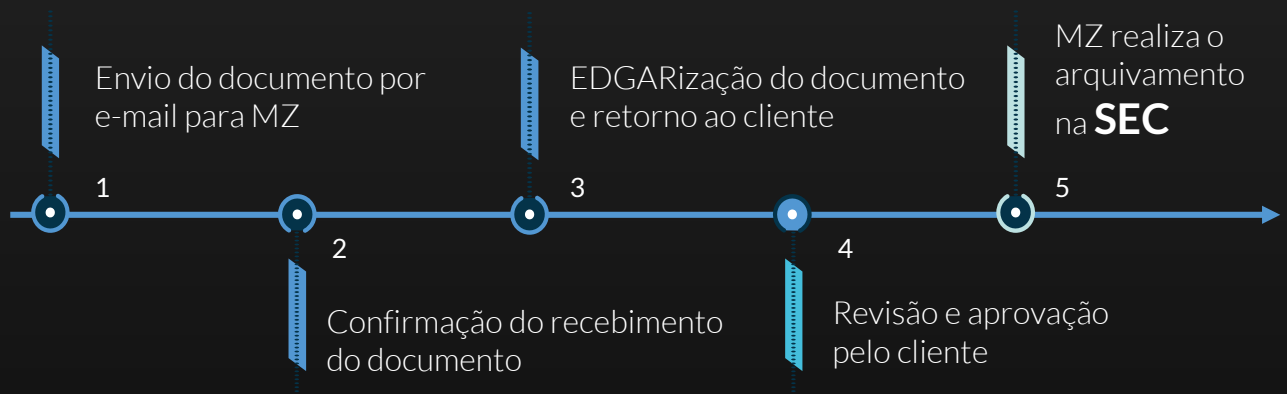 1
Envio do documento por
e-mail para MZ
2
Confirmação do recebimento
do documento
3
EDGARização do documento
e retorno ao cliente
4
Revisão e aprovação
pelo cliente
5
MZ realiza o
arquivamento
na SEC